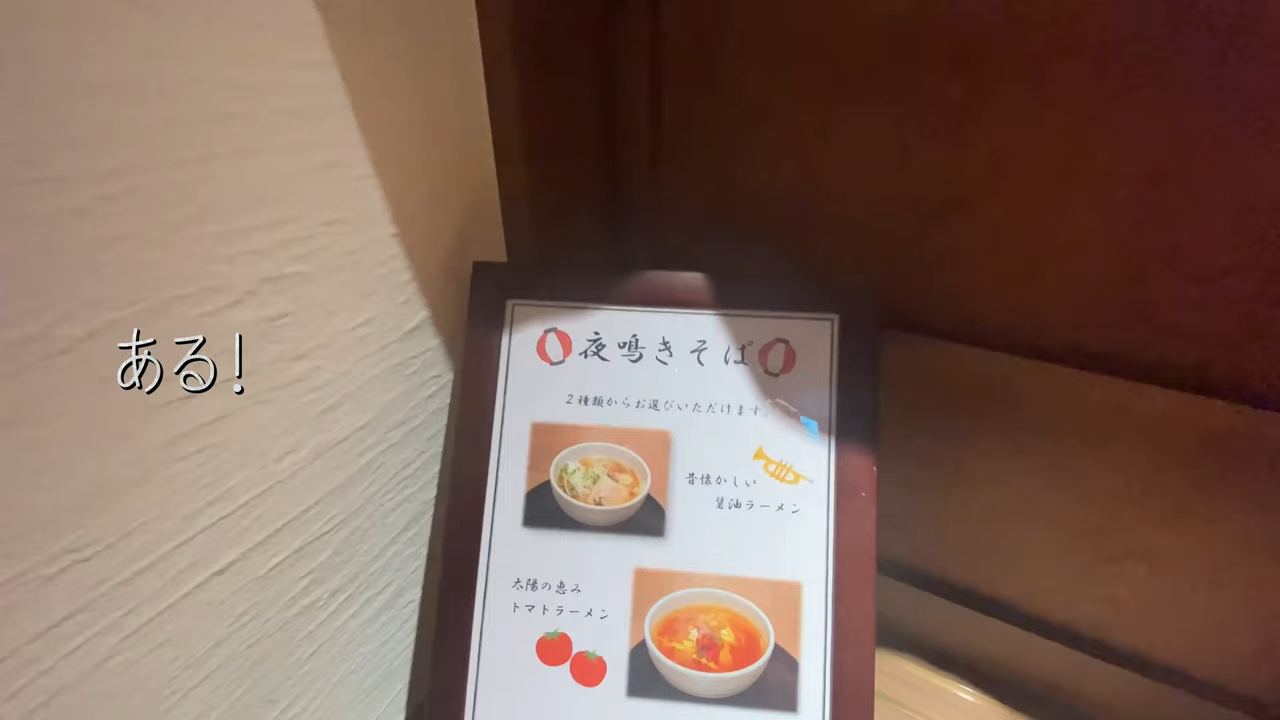 ある!
夜鳴きそば
2種類からお選びいただけます。
昔懐かしい
醤油ラーメン
太陽の恵み
トマトラーメン